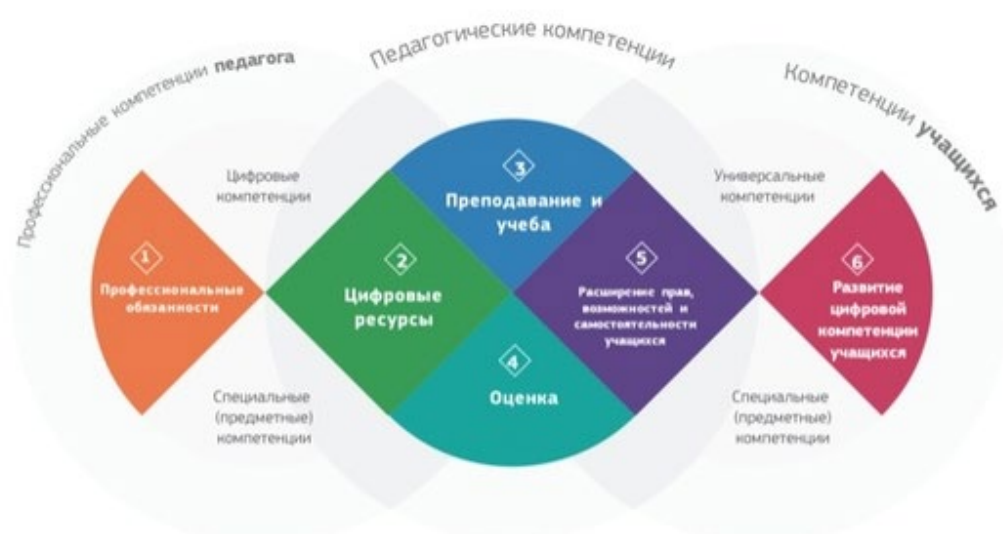 Профессиональные компетенции педагога
Педагогические компетенции
Компетенции учащихся
Цифровые
компетенции
Универсальные
компетенции
1
Профессиональные
обязанности
2
Цифровые
ресурсы
3
Преподавание и
учеба
4
Оценка
5
Расширение прав,
возможностей и
самостоятельности
учащихся
6
Развитие
цифровой
компетенции
учащихся
Специальные
(предметные)
компетенции
Специальные
(предметные)
компетенции